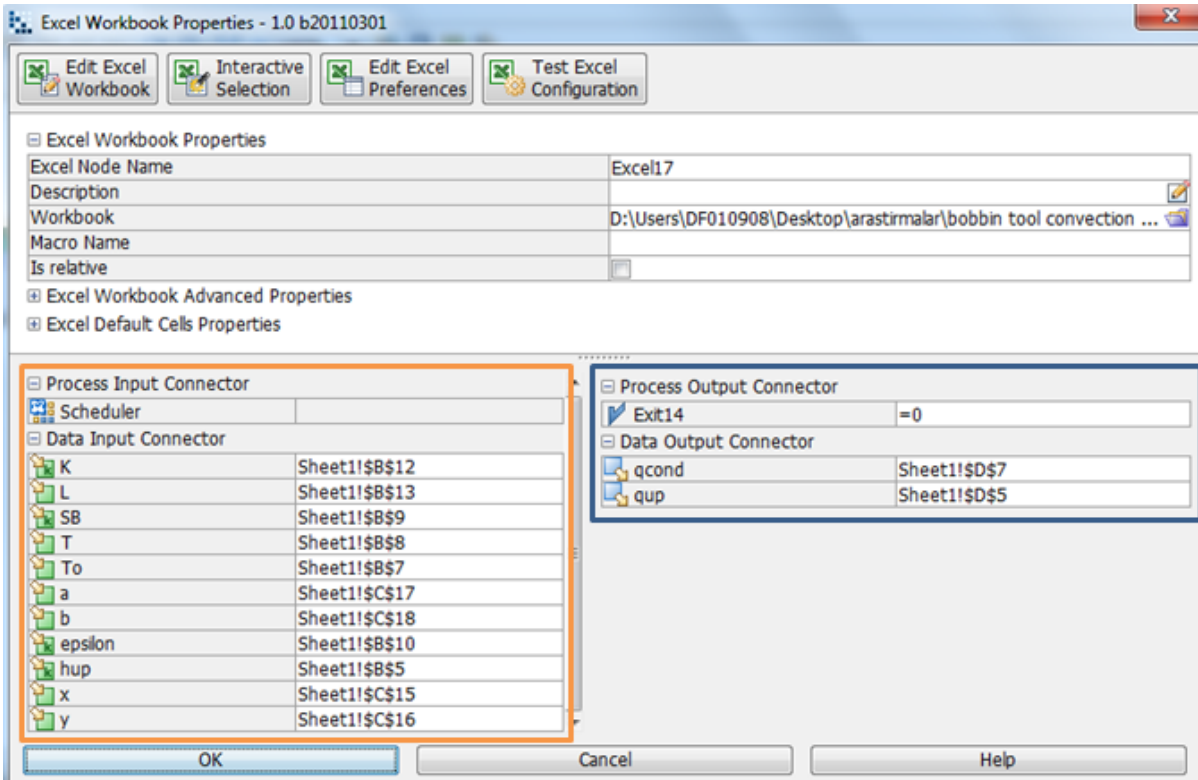 Excel Workbook Properties - 1.0 b20110301
Edit Excel Workbook
Interactive Selection
Edit Excel Preferences
Test Excel Configuration
Excel Workbook Properties
Excel Node Name Excel17
Description
Workbook D:\Users\DF010908\Desktop\arastirmalar\bobbin tool convection ...
Macro Name
Is relative
Excel Workbook Advanced Properties
Excel Default Cells Properties
Process Input Connector
Scheduler
Data Input Connector
K Sheet1!$B$12
L Sheet1!$B$13
SB Sheet1!$B$9
T Sheet1!$B$8
To Sheet1!$B$7
a Sheet1!$C$17
b Sheet1!$C$18
epsilon Sheet1!$B$10
hup Sheet1!$B$5
x Sheet1!$C$15
y Sheet1!$C$16
Process Output Connector
Exit14 =0
Data Output Connector
qcond Sheet1!$D$7
qup Sheet1!$D$5
OK
Cancel
Help